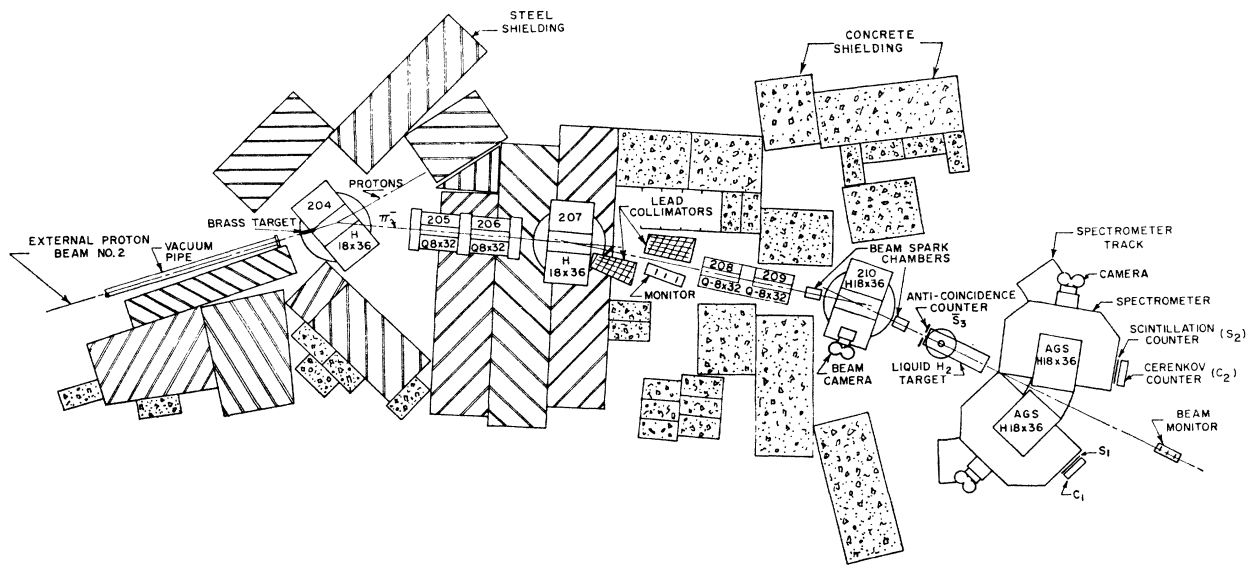 STEEL
SHIELDING
CONCRETE
SHIELDING
PROTONS
204
BRASS TARGET
H
18x36
π⁻
205
206
Q8x32
Q8x32
207
H
18x36
LEAD
COLLIMATORS
EXTERNAL PROTON
BEAM NO.2
VACUUM
PIPE
MONITOR
208
209
Q-8x32
Q-8x32
BEAM SPARK
CHAMBERS
210
H18x36
BEAM
CAMERA
ANTI-COINCIDENCE
COUNTER
S̅₃
LIQUID H₂
TARGET
SPECTROMETER
TRACK
CAMERA
SPECTROMETER
SCINTILLATION
COUNTER (S₂)
CERENKOV
COUNTER (C₂)
AGS
H18x36
AGS
H18x36
BEAM
MONITOR
S₁
C₁